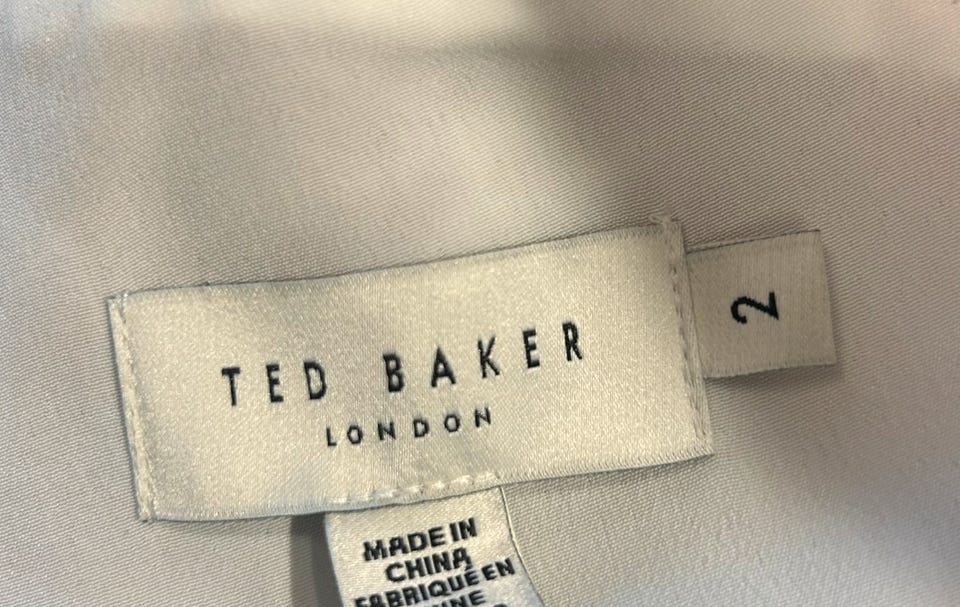 TED BAKER
LONDON
2
MADE IN
CHINA
FABRIQUÉ EN